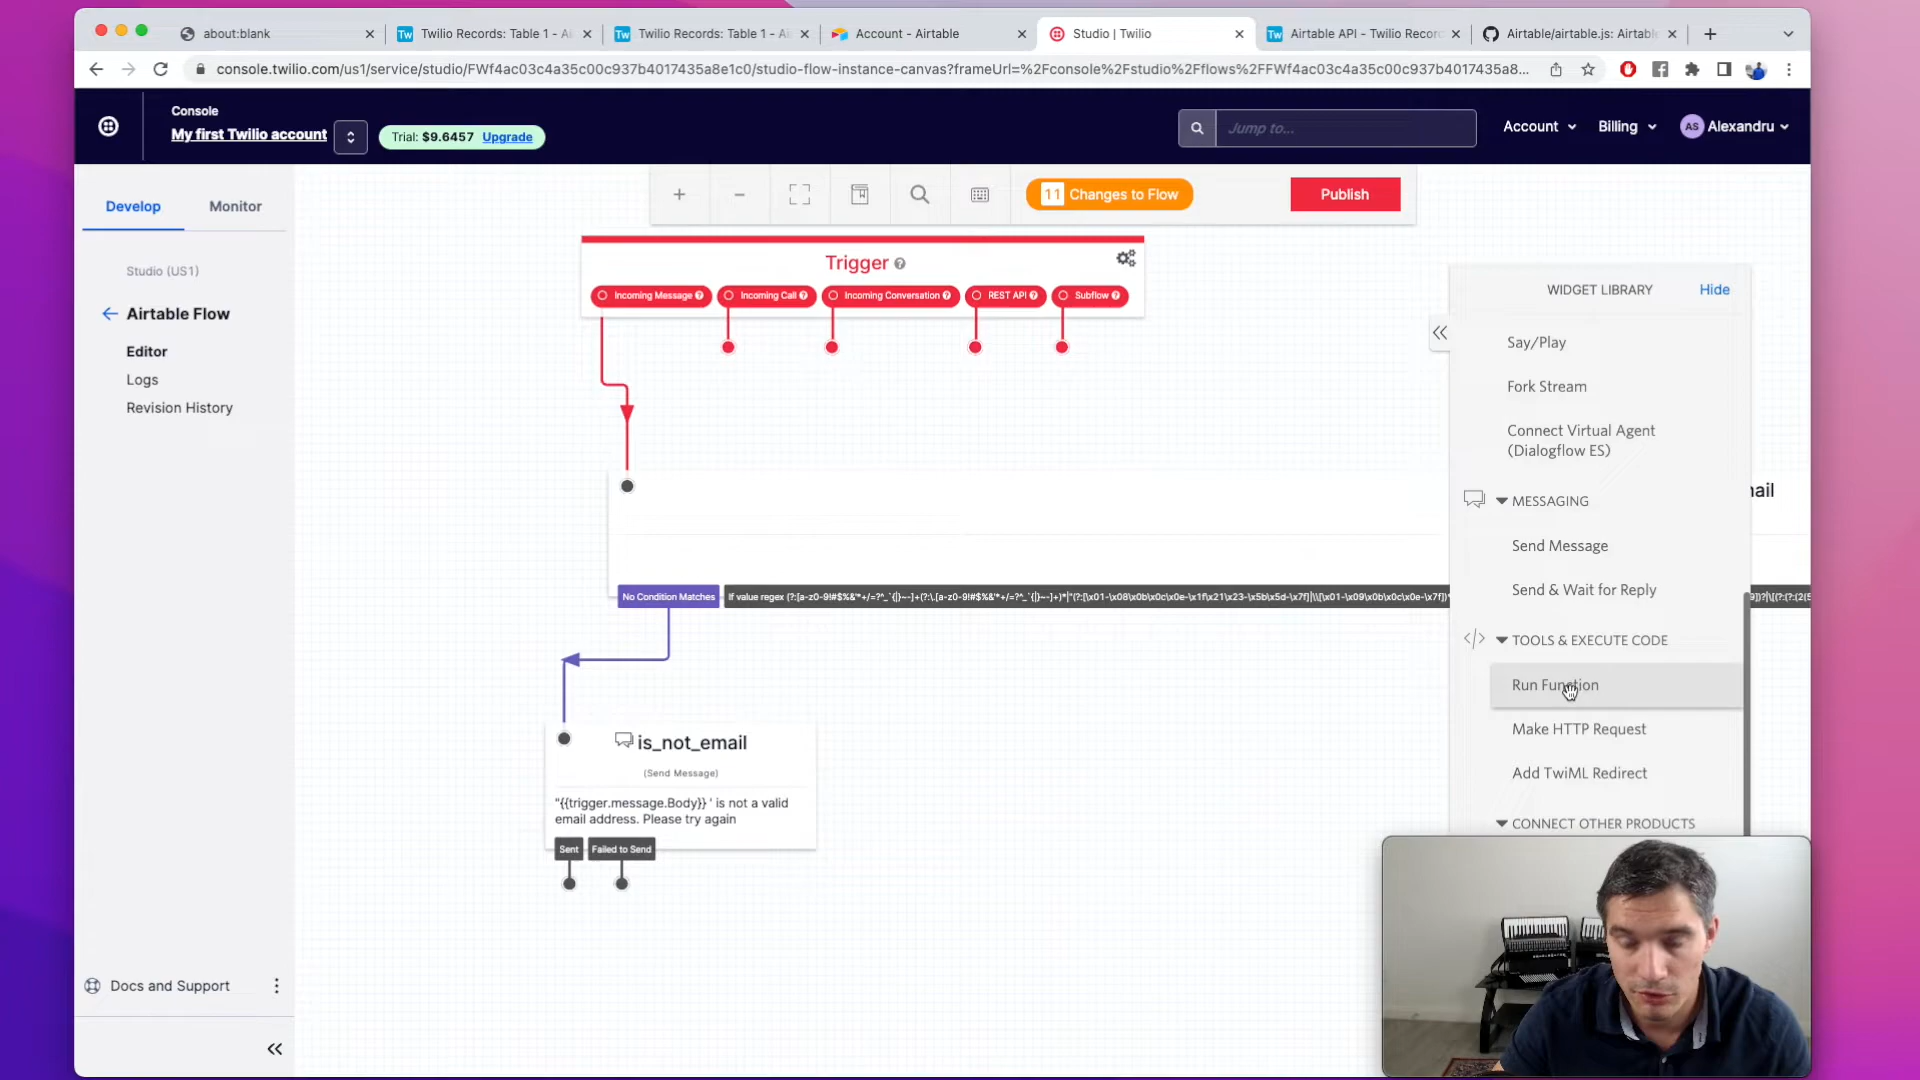 about:blank
Twilio Records: Table 1 - Ai
Twilio Records: Table 1 - Ai
Account - Airtable
Studio | Twilio
Airtable API - Twilio Recor
Airtable/airtable.js: Airtabl
console.twilio.com/us1/service/studio/FWf4ac03c4a35c00c937b4017435a8e1c0/studio-flow-instance-canvas?frameUrl=%2Fconsole%2Fstudio%2Fflows%2FFWf4ac03c4a35c00c937b4017435a8...
Console
My first Twilio account
Trial: $9.6457 Upgrade
Jump to...
Account
Billing
AS Alexandru
Develop
Monitor
11 Changes to Flow
Publish
Studio (US1)
Airtable Flow
Editor
Logs
Revision History
Trigger
Incoming Message
Incoming Call
Incoming Conversation
REST API
Subflow
WIDGET LIBRARY
Hide
Say/Play
Fork Stream
Connect Virtual Agent
(Dialogflow ES)
MESSAGING
Send Message
Send & Wait for Reply
TOOLS & EXECUTE CODE
Run Function
Make HTTP Request
Add TwiML Redirect
CONNECT OTHER PRODUCTS
nail
No Condition Matches
is_not_email
(Send Message)
"{{trigger.message.Body}} ' is not a valid
email address. Please try again
Sent
Failed to Send
Docs and Support